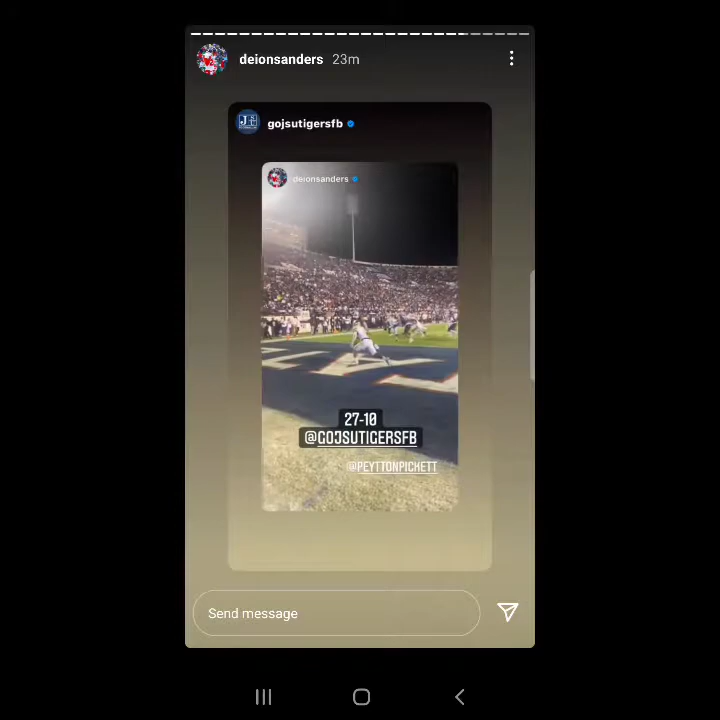 deionsanders 23m
gojsutigersfb
deionsanders
27-10
@GOJSUTIGERSFB
@PEYTTONPICHETT
Send message